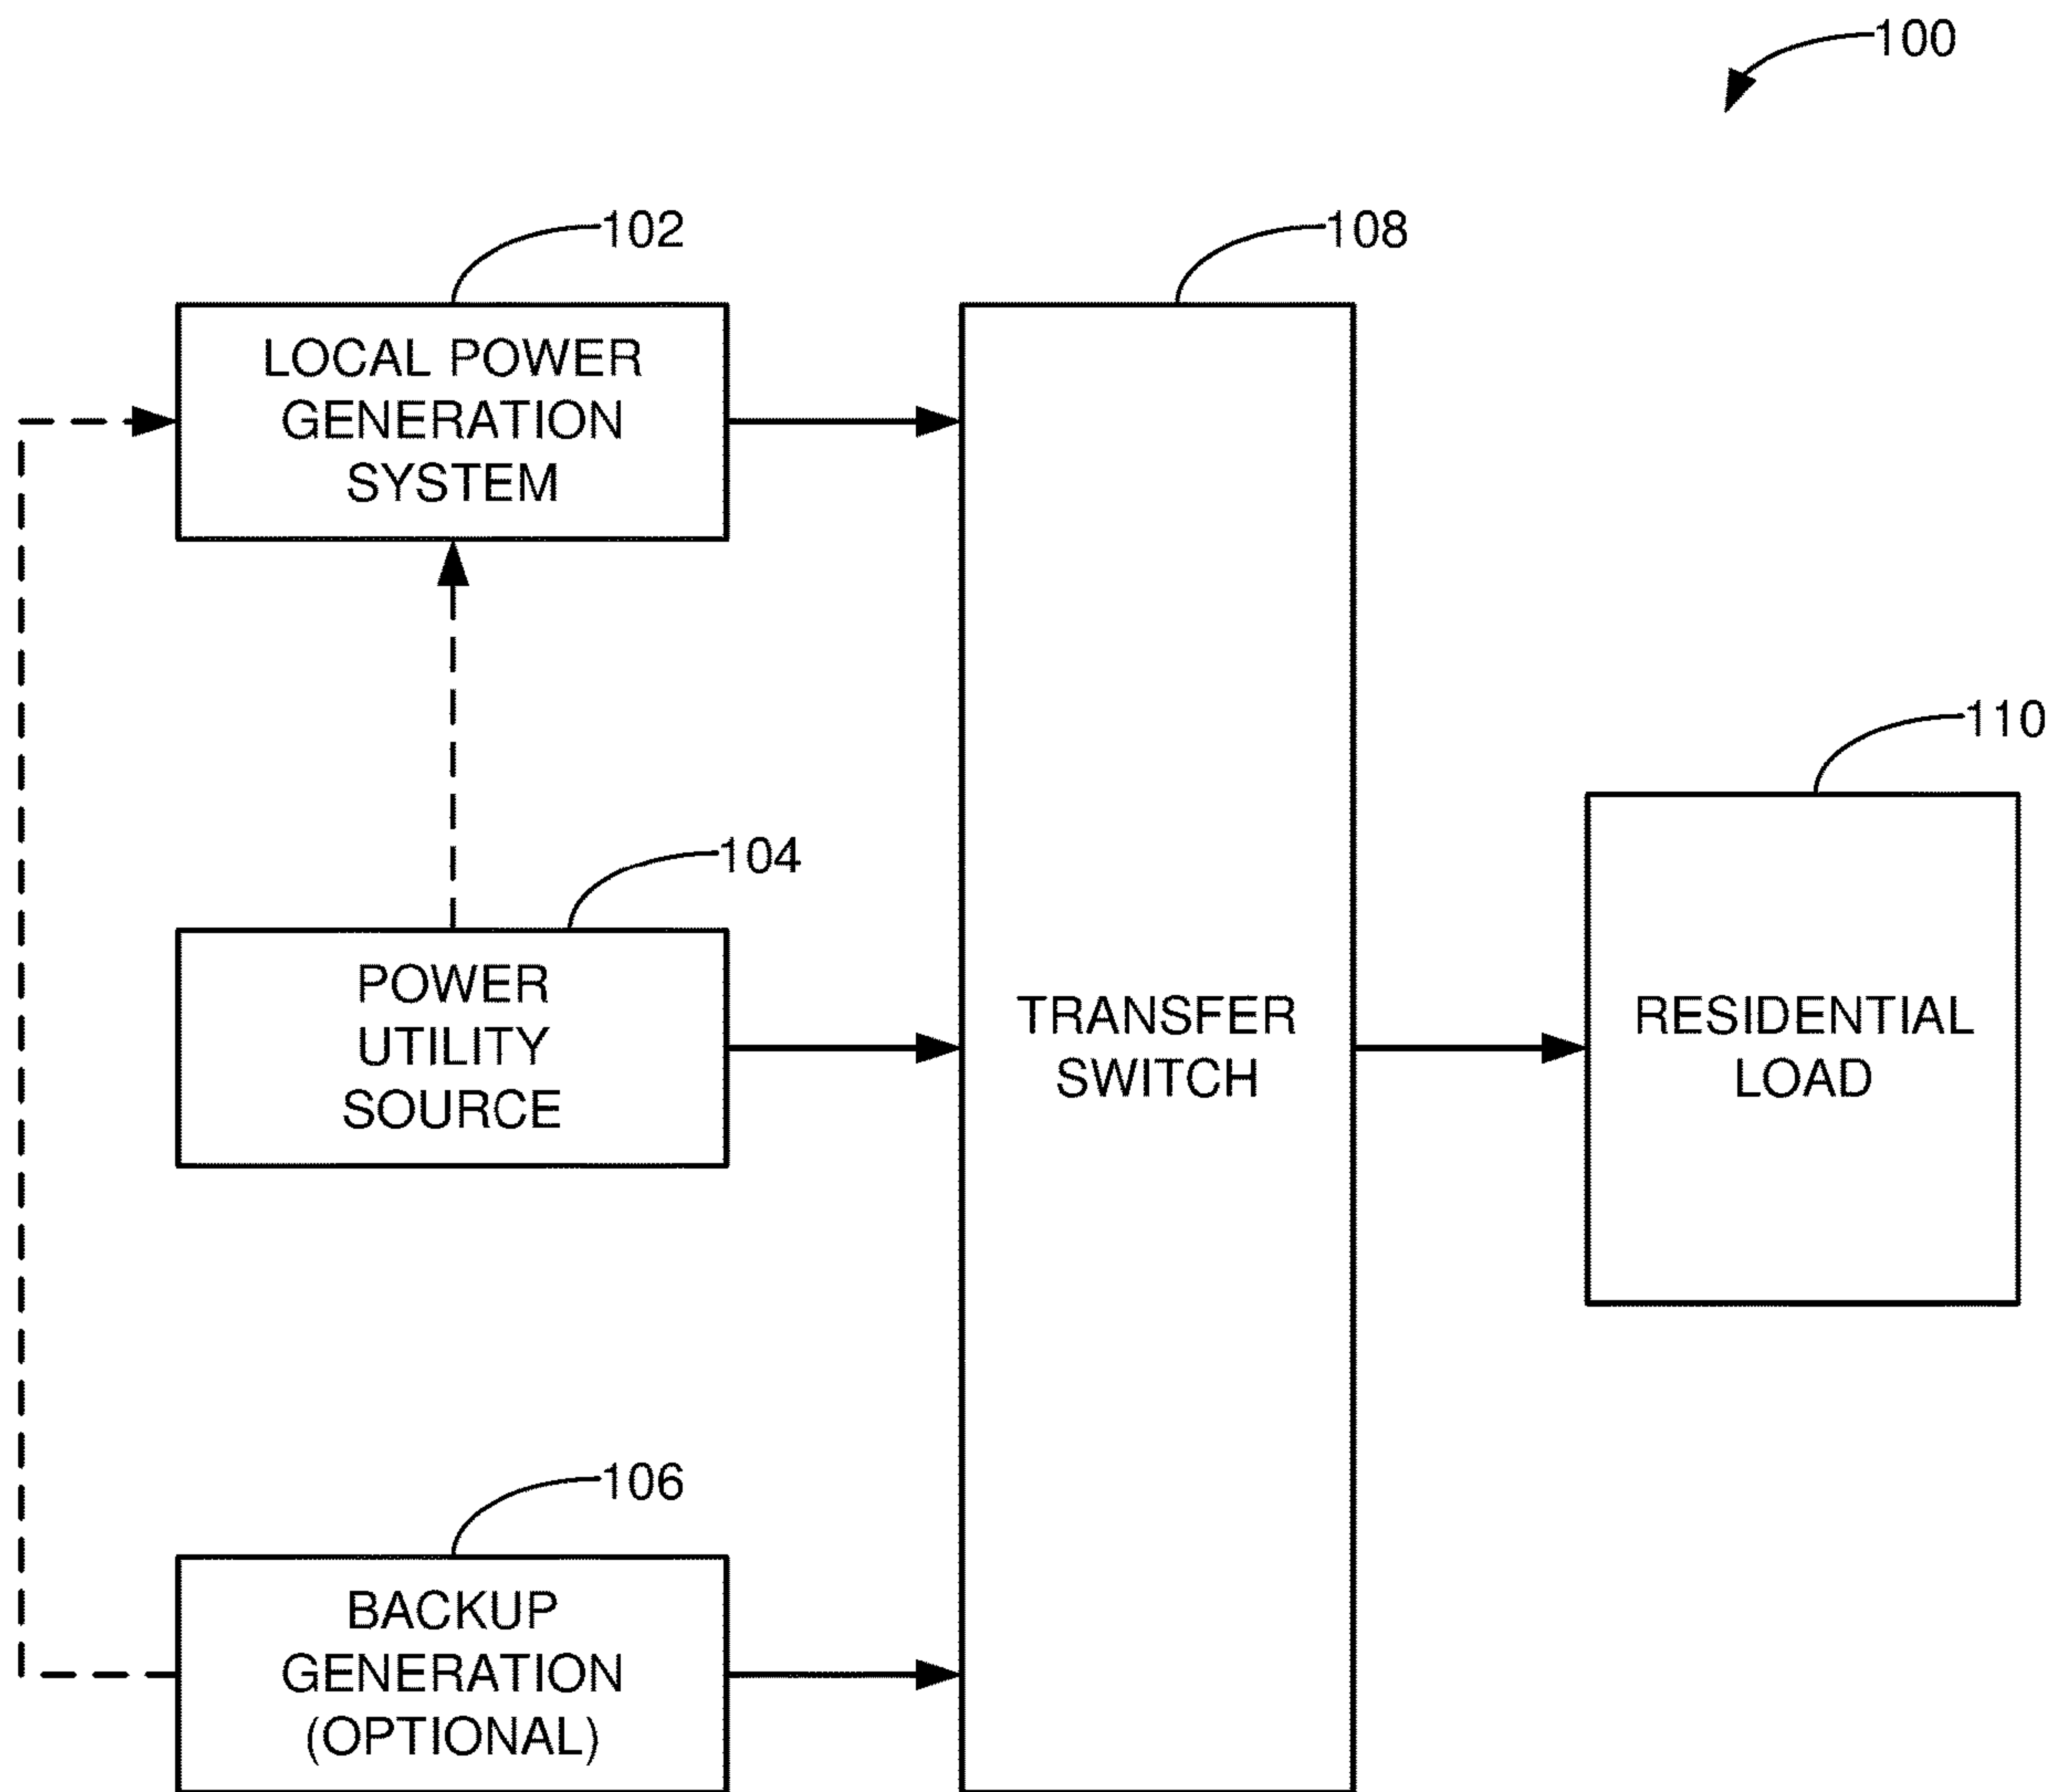 100
102
108
LOCAL POWER
GENERATION
SYSTEM
110
104
POWER
UTILITY
SOURCE
TRANSFER
SWITCH
RESIDENTIAL
LOAD
106
BACKUP
GENERATION
(OPTIONAL)